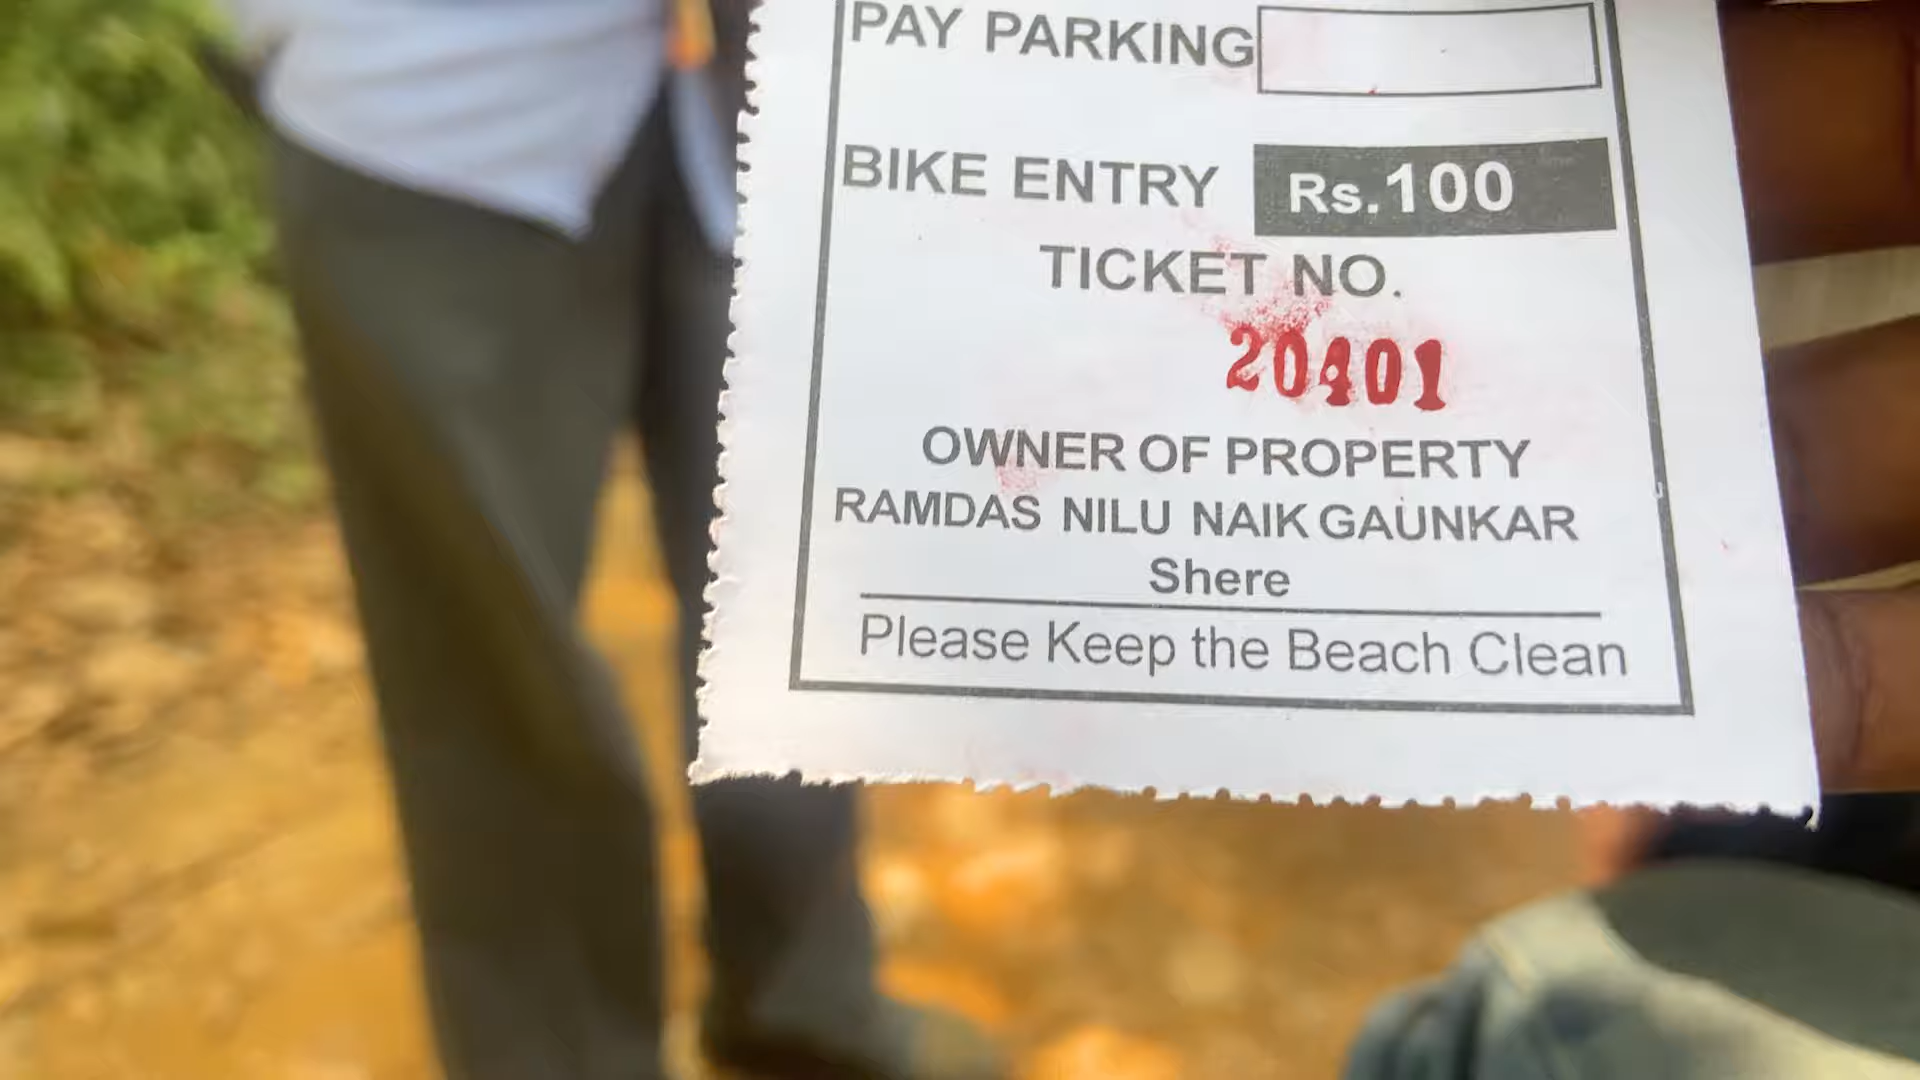 PAY PARKING
BIKE ENTRY Rs.100
TICKET NO.
20401
OWNER OF PROPERTY
RAMDAS NILU NAIK GAUNKAR
Shere
Please Keep the Beach Clean